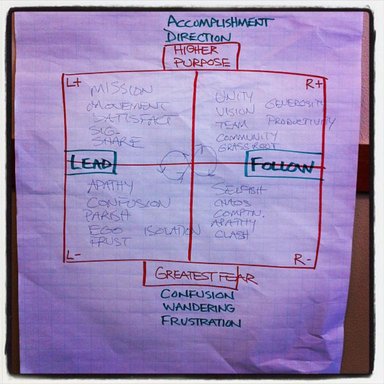 ACCOMPLISHMENT
DIRECTION
HIGHER
PURPOSE
L+
R+
MISSION
MOVEMENT
SATISFACT
SIG.
SHARE
UNITY
GENEROSITY
VISION
TEAM
PRODUCTIVITY
COMMUNITY
GRASSROOT
LEAD
FOLLOW
APATHY
CONFUSION
PARISH
EGO
ISOLATION
SELFISH
CHAOS
COMPTN.
APATHY
CLASH
L-
R-
GREATEST FEAR
CONFUSION
WANDERING
FRUSTRATION